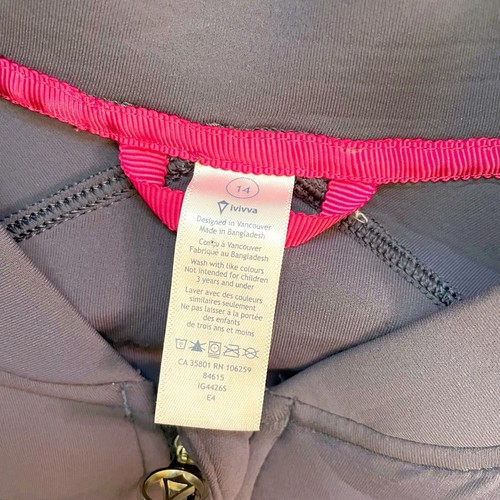 14
ivivva
Designed in Vancouver
Made in Bangladesh
Conçu à Vancouver
Fabriqué au Bangladesh
Wash with like colours
Not intended for children
3 years and under
Laver avec des couleurs
similaires seulement
Ne pas laisser à la portée
des enfants
de trois ans et moins
CA 35801 RN 106259
84615
IG4426S
E4